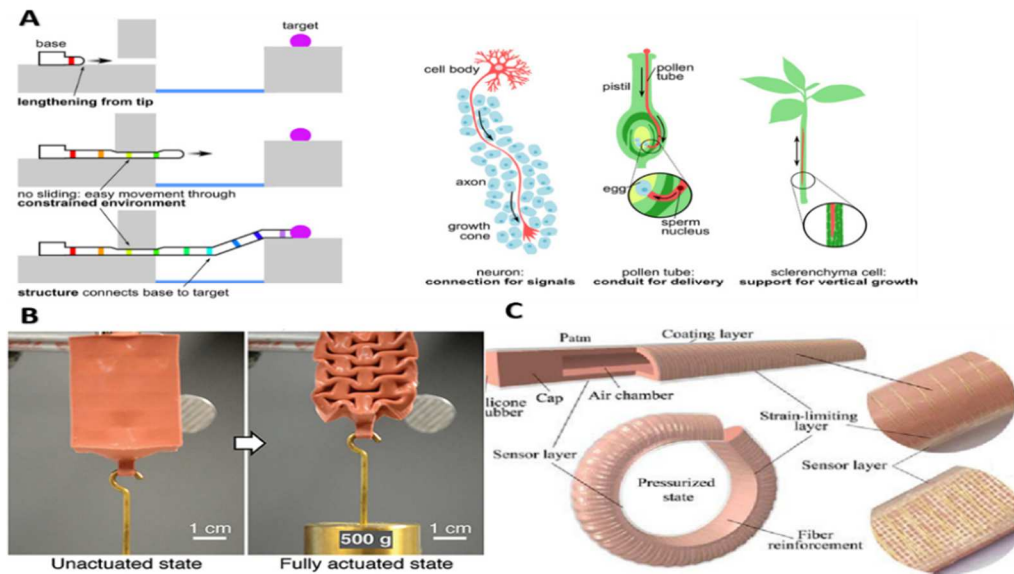 A
base
target
lengthening from tip
no sliding: easy movement through
constrained environment
structure connects base to target
cell body
axon
growth
cone
neuron:
connection for signals
pollen
tube
pistil
egg
sperm
nucleus
pollen tube:
conduit for delivery
sclerenchyma cell:
support for vertical growth
B
1 cm
Unactuated state
500 g
1 cm
Fully actuated state
C
Patm
Coating layer
Cap
Air chamber
ilicone
ubber
Sensor layer
Strain-limiting
layer
Sensor layer
Pressurized
state
Fiber
reinforcement